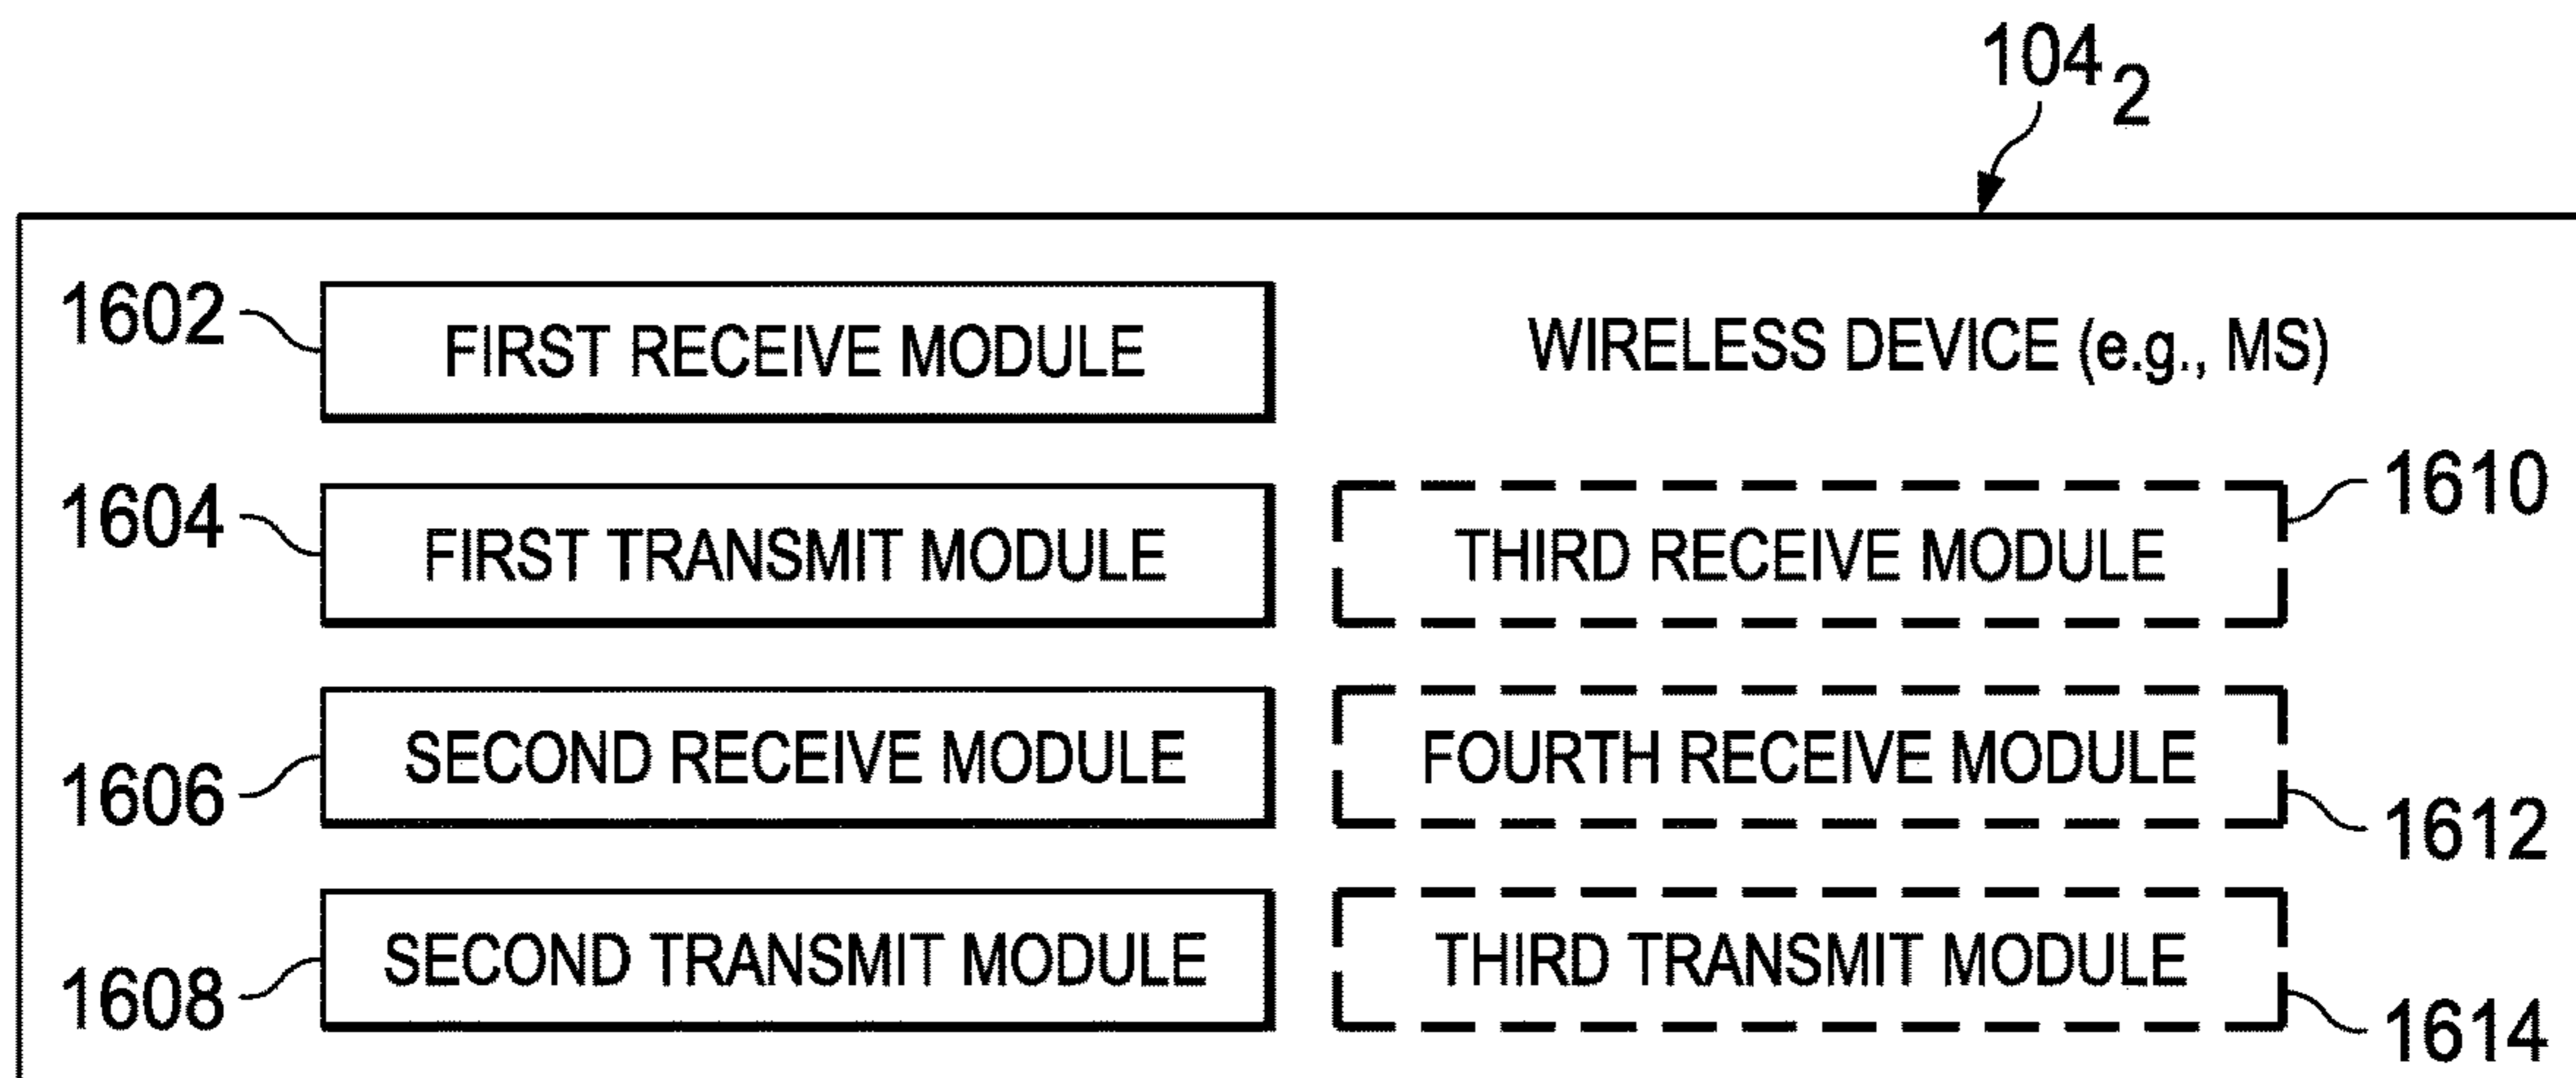 104₂
1602
FIRST RECEIVE MODULE
WIRELESS DEVICE (e.g., MS)
1604
FIRST TRANSMIT MODULE
THIRD RECEIVE MODULE
1610
1606
SECOND RECEIVE MODULE
FOURTH RECEIVE MODULE
1612
1608
SECOND TRANSMIT MODULE
THIRD TRANSMIT MODULE
1614